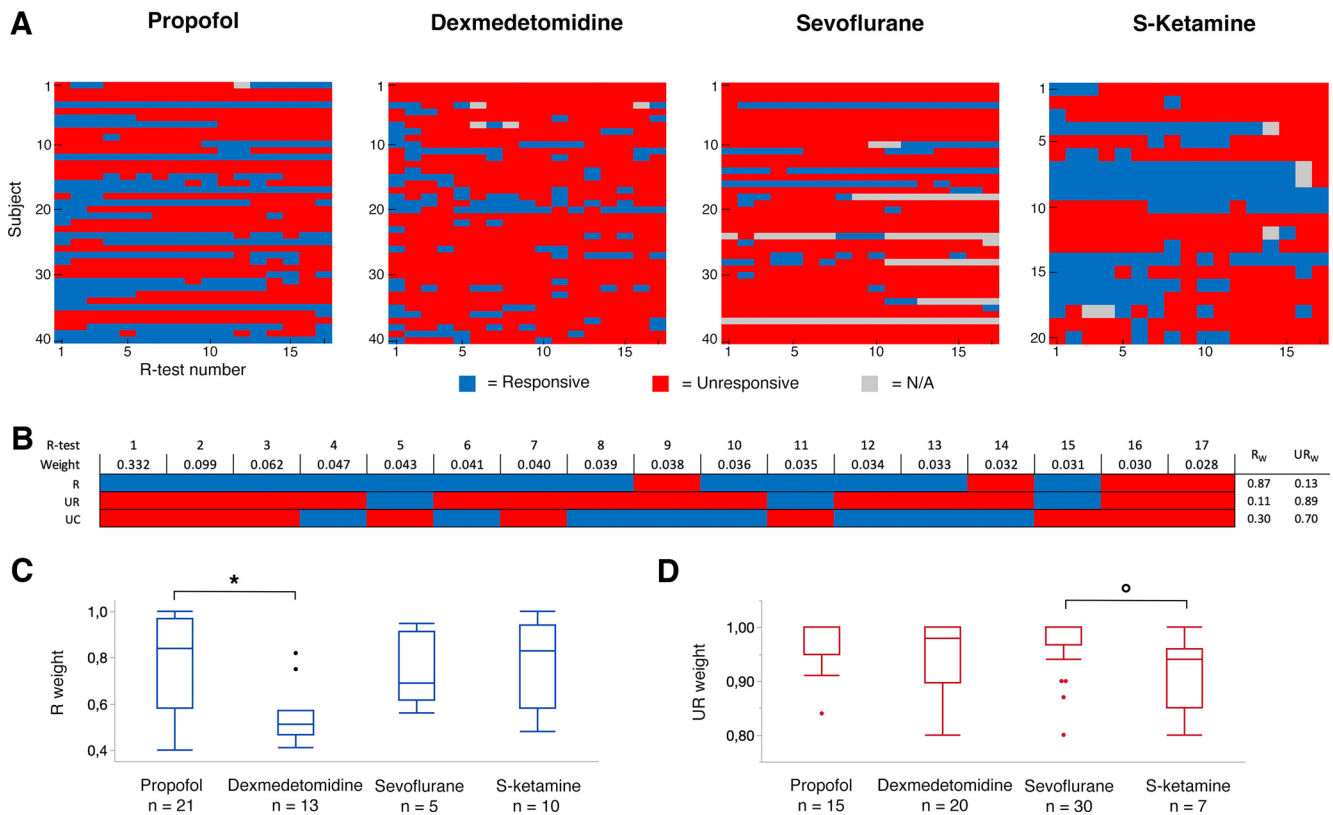 A
Propofol
Dexmedetomidine
Sevoflurane
S-Ketamine
Subject
1
10
20
30
40
1
5
10
15
R-test number
1
10
20
30
40
1
5
10
15
1
10
20
30
40
1
5
10
15
1
5
10
15
20
1
5
10
15
= Responsive
= Unresponsive
= N/A
B
R-test 1 2 3 4 5 6 7 8 9 10 11 12 13 14 15 16 17 Rw URw
Weight 0.332 0.099 0.062 0.047 0.043 0.041 0.040 0.039 0.038 0.036 0.035 0.034 0.033 0.032 0.031 0.030 0.028
R 0.87 0.13
UR 0.11 0.89
UC 0.30 0.70
C
*
R weight
1,0
0,8
0,6
0,4
Propofol Dexmedetomidine Sevoflurane S-ketamine
n = 21 n = 13 n = 5 n = 10
D
UR weight
1,00
0,90
0,80
Propofol Dexmedetomidine Sevoflurane S-ketamine
n = 15 n = 20 n = 30 n = 7